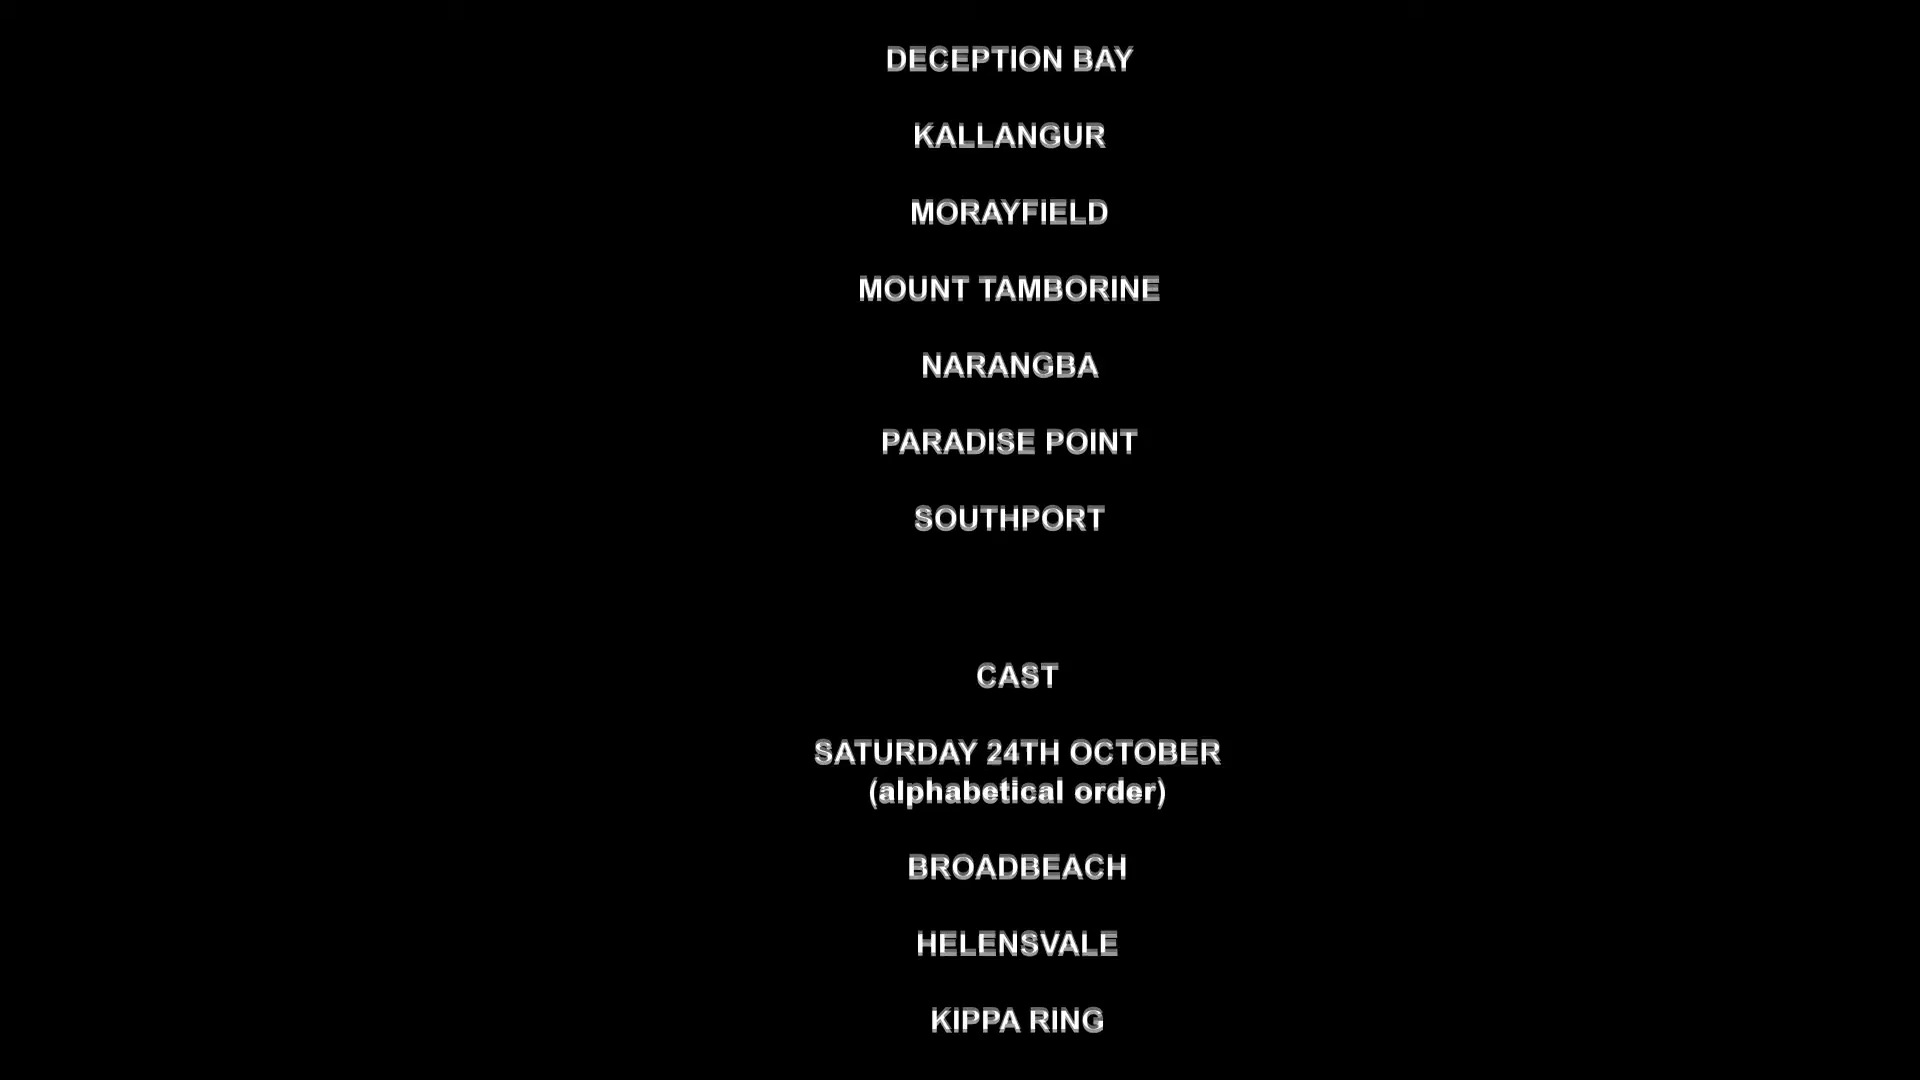 DECEPTION BAY
KALLANGUR
MORAYFIELD
MOUNT TAMBORINE
NARANGBA
PARADISE POINT
SOUTHPORT
CAST
SATURDAY 24TH OCTOBER
(alphabetical order)
BROADBEACH
HELENSVALE
KIPPA RING